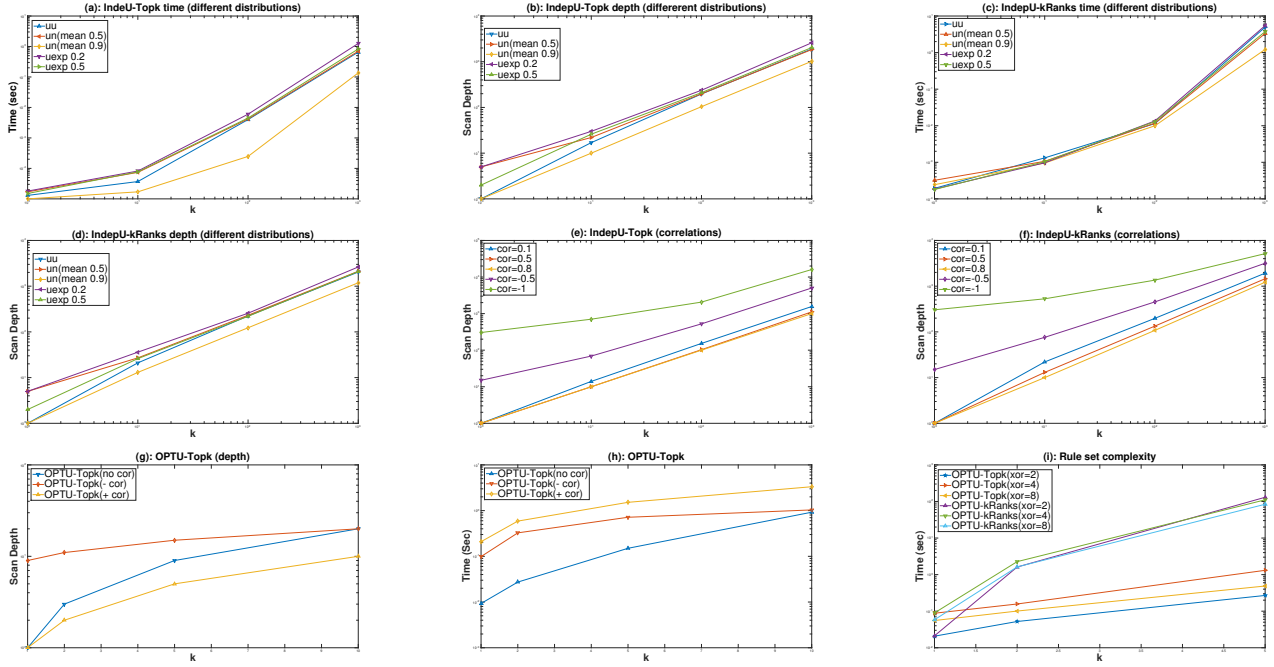 (a): IndeU-Topk time (different distributions)
uu
un(mean 0.5)
un(mean 0.9)
uexp 0.2
uexp 0.5
Time (sec)
k
(b): IndepU-Topk depth (differerent distributions)
uu
un(mean 0.5)
un(mean 0.9)
uexp 0.2
uexp 0.5
Scan Depth
k
(c): IndepU-kRanks time (different distributions)
uu
un(mean 0.5)
un(mean 0.9)
uexp 0.2
uexp 0.5
Time (sec)
k
(d): IndepU-kRanks depth (different distributions)
uu
un(mean 0.5)
un(mean 0.9)
uexp 0.2
uexp 0.5
Scan Depth
k
(e): IndepU-Topk (correlations)
cor=0.1
cor=0.5
cor=0.8
cor=-0.5
cor=-1
Scan Depth
k
(f): IndepU-kRanks (correlations)
cor=0.1
cor=0.5
cor=0.8
cor=-0.5
cor=-1
Scan depth
k
(g): OPTU-Topk (depth)
OPTU-Topk(no cor)
OPTU-Topk(- cor)
OPTU-Topk(+ cor)
Scan Depth
k
(h): OPTU-Topk
OPTU-Topk(no cor)
OPTU-Topk(- cor)
OPTU-Topk(+ cor)
Time (Sec)
k
(i): Rule set complexity
OPTU-Topk(xor=2)
OPTU-Topk(xor=4)
OPTU-Topk(xor=8)
OPTU-kRanks(xor=2)
OPTU-kRanks(xor=4)
OPTU-kRanks(xor=8)
Time (sec)
k